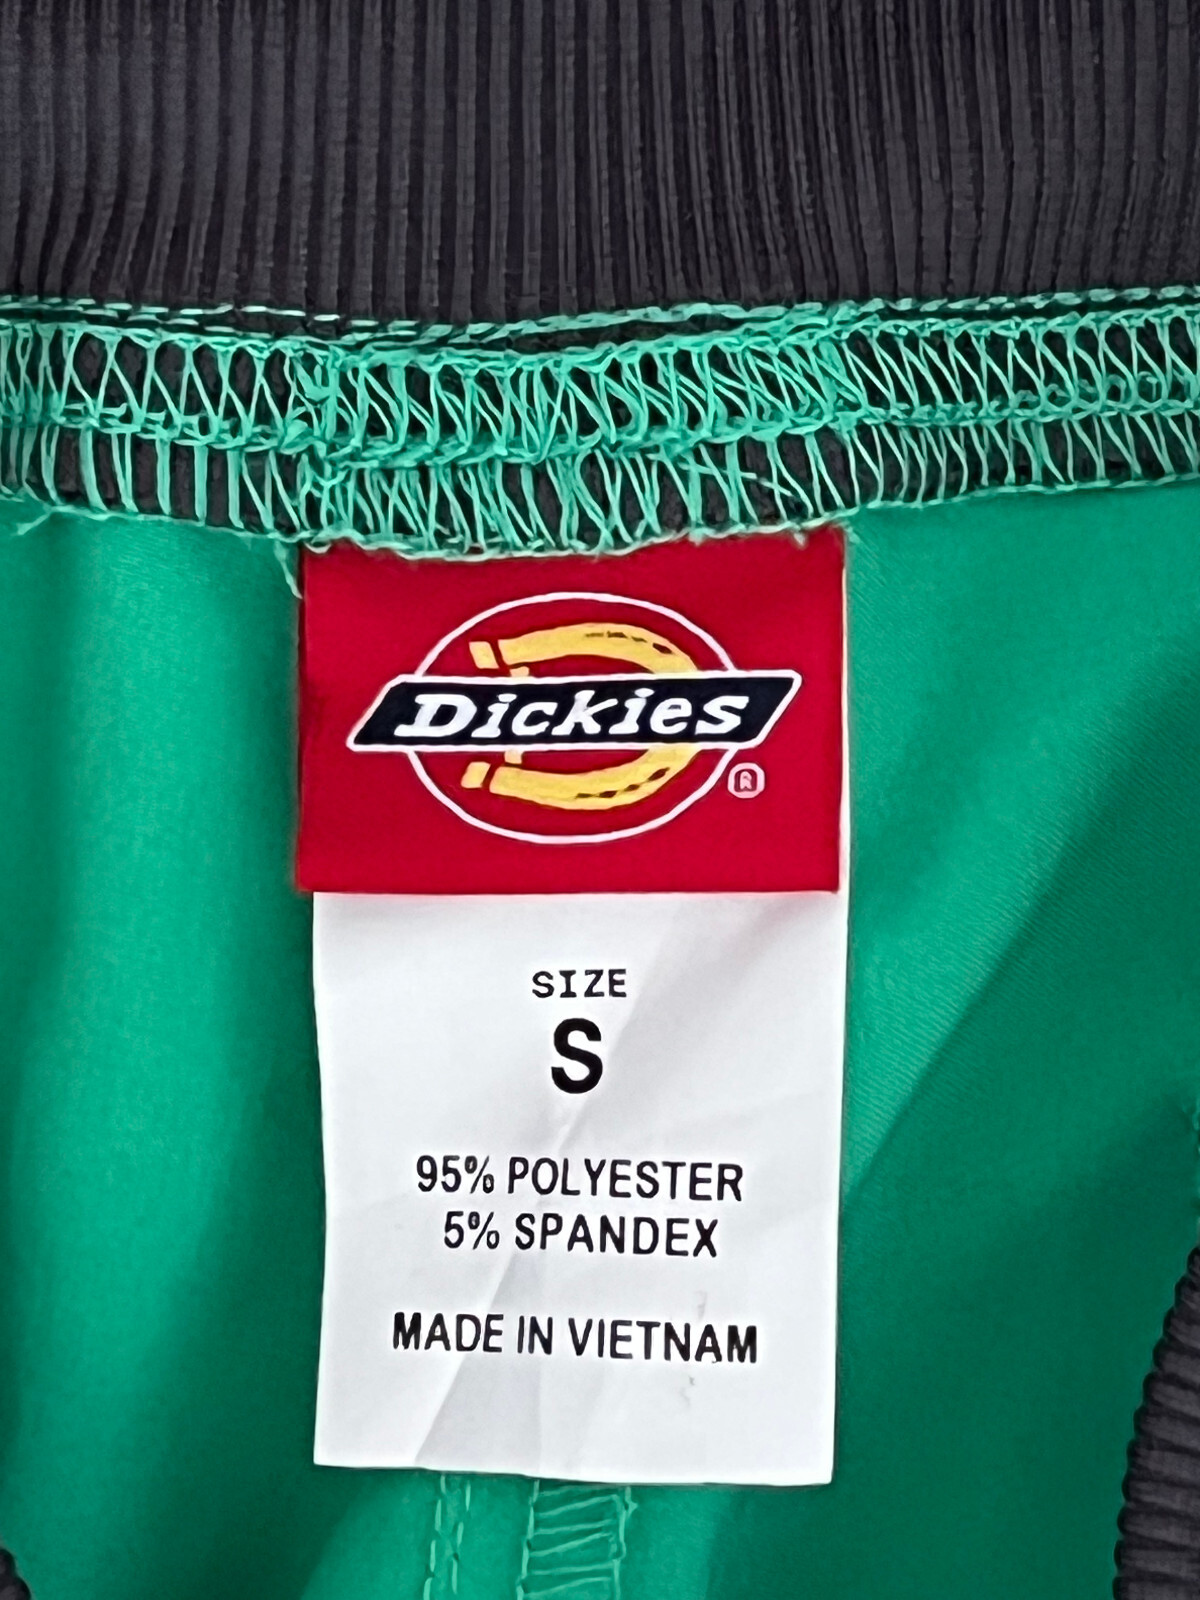 Dickies
®
SIZE
S
95% POLYESTER
5% SPANDEX
MADE IN VIETNAM